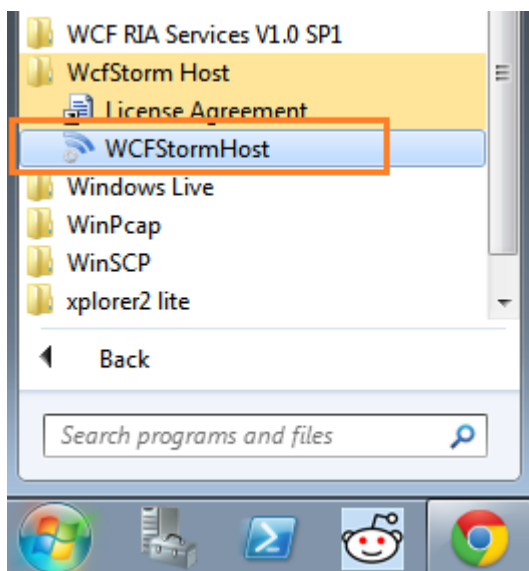 WCF RIA Services V1.0 SP1
WcfStorm Host
License Agreement
WCFStormHost
Windows Live
WinPcap
WinSCP
xplorer2 lite
Back
Search programs and files